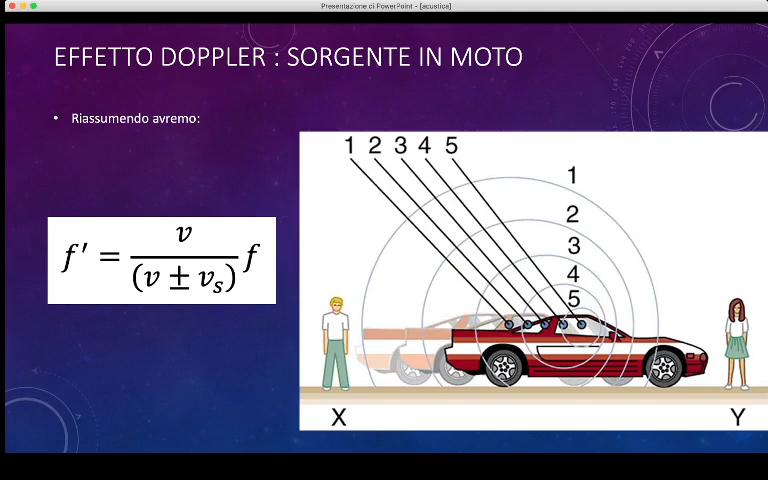 Presentazione di PowerPoint - [acustica]
EFFETTO DOPPLER : SORGENTE IN MOTO
• Riassumendo avremo:
f′ = v / (v ± vₛ) f
1 2 3 4 5
1
2
3
4
5
X Y